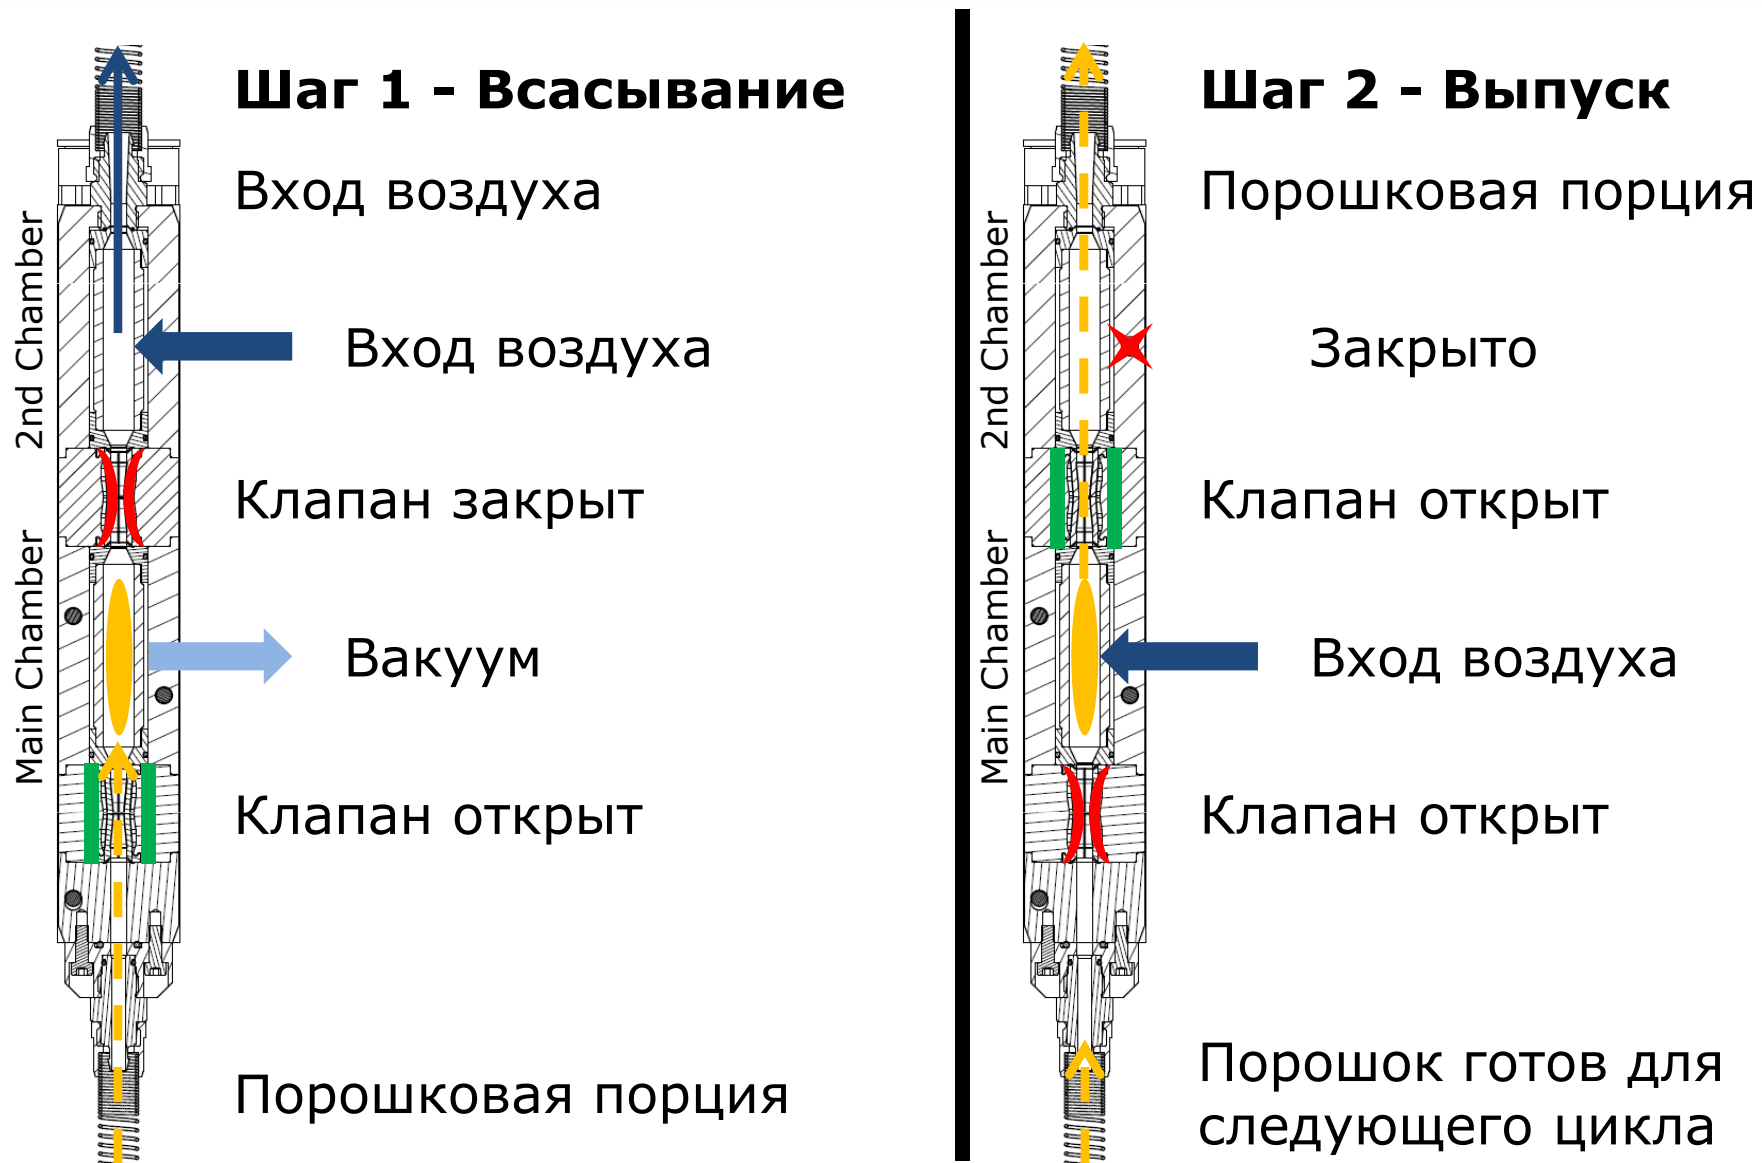 Шаг 1 - Всасывание
Вход воздуха
2nd Chamber
Вход воздуха
Клапан закрыт
Main Chamber
Вакуум
Клапан открыт
Порошковая порция
Шаг 2 - Выпуск
Порошковая порция
2nd Chamber
Закрыто
Клапан открыт
Main Chamber
Вход воздуха
Клапан открыт
Порошок готов для
следующего цикла